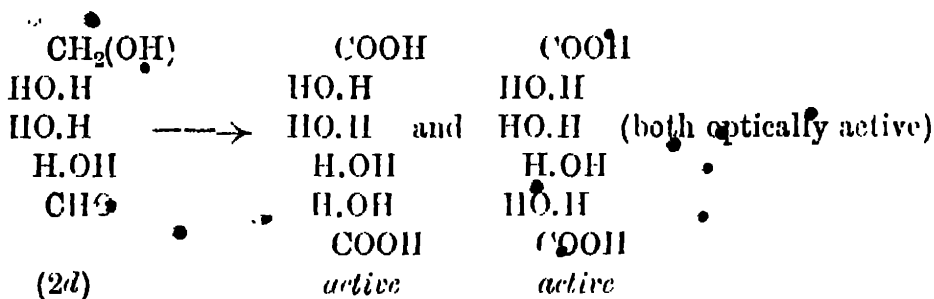 CH₂(OH) COOH COOH
HO.H HO.H HO.H
HO.H ⟶ HO.H and HO.H (both optically active)
H.OH H.OH H.OH
CHO H.OH HO.H
COOH COOH
(2d) active active